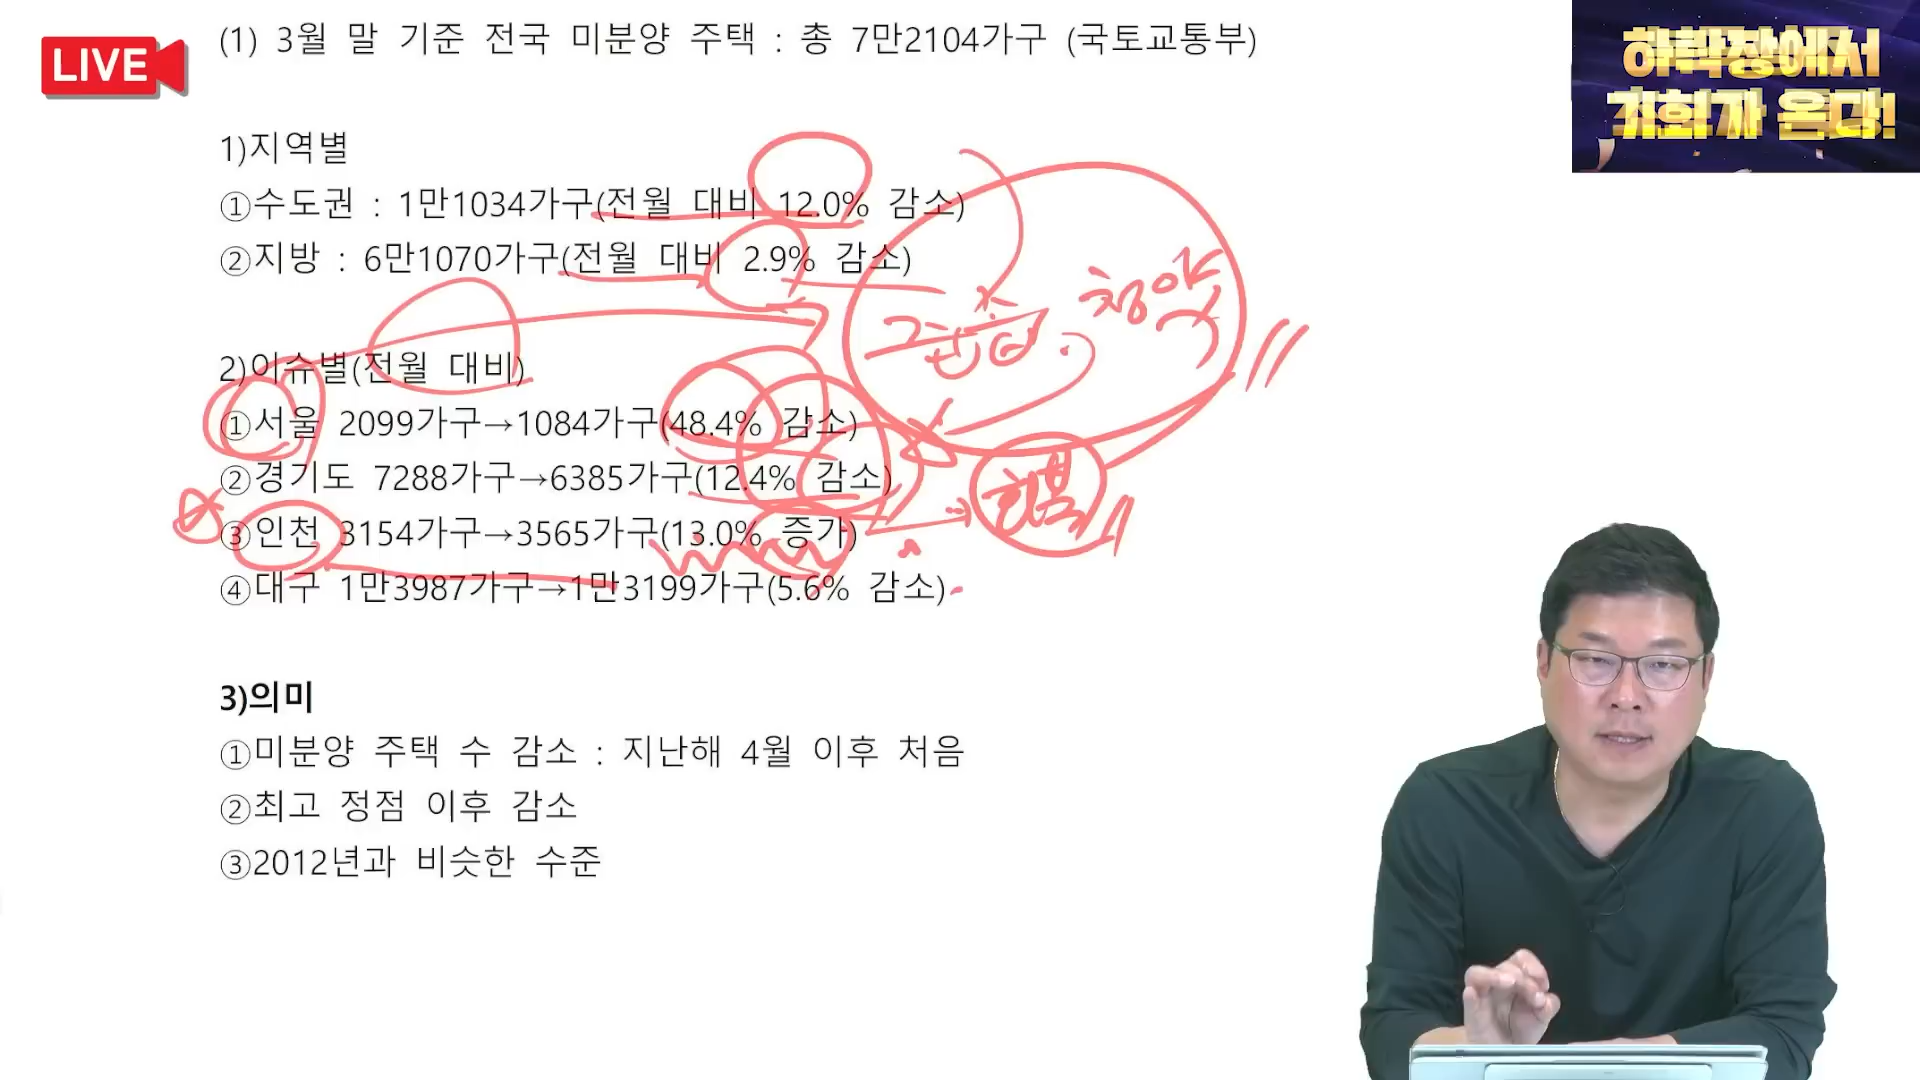 LIVE
(1) 3월 말 기준 전국 미분양 주택 : 총 7만2104가구 (국토교통부)
하락장에서
기회가 온다!
1)지역별
①수도권 : 1만1034가구(전월 대비 12.0% 감소)
②지방 : 6만1070가구(전월 대비 2.9% 감소)
청약
2)이슈별(전월 대비)
①서울 2099가구→1084가구(48.4% 감소)
②경기도 7288가구→6385가구(12.4% 감소)
③인천 3154가구→3565가구(13.0% 증가)
④대구 1만3987가구→1만3199가구(5.6% 감소)
3)의미
①미분양 주택 수 감소 : 지난해 4월 이후 처음
②최고 정점 이후 감소
③2012년과 비슷한 수준